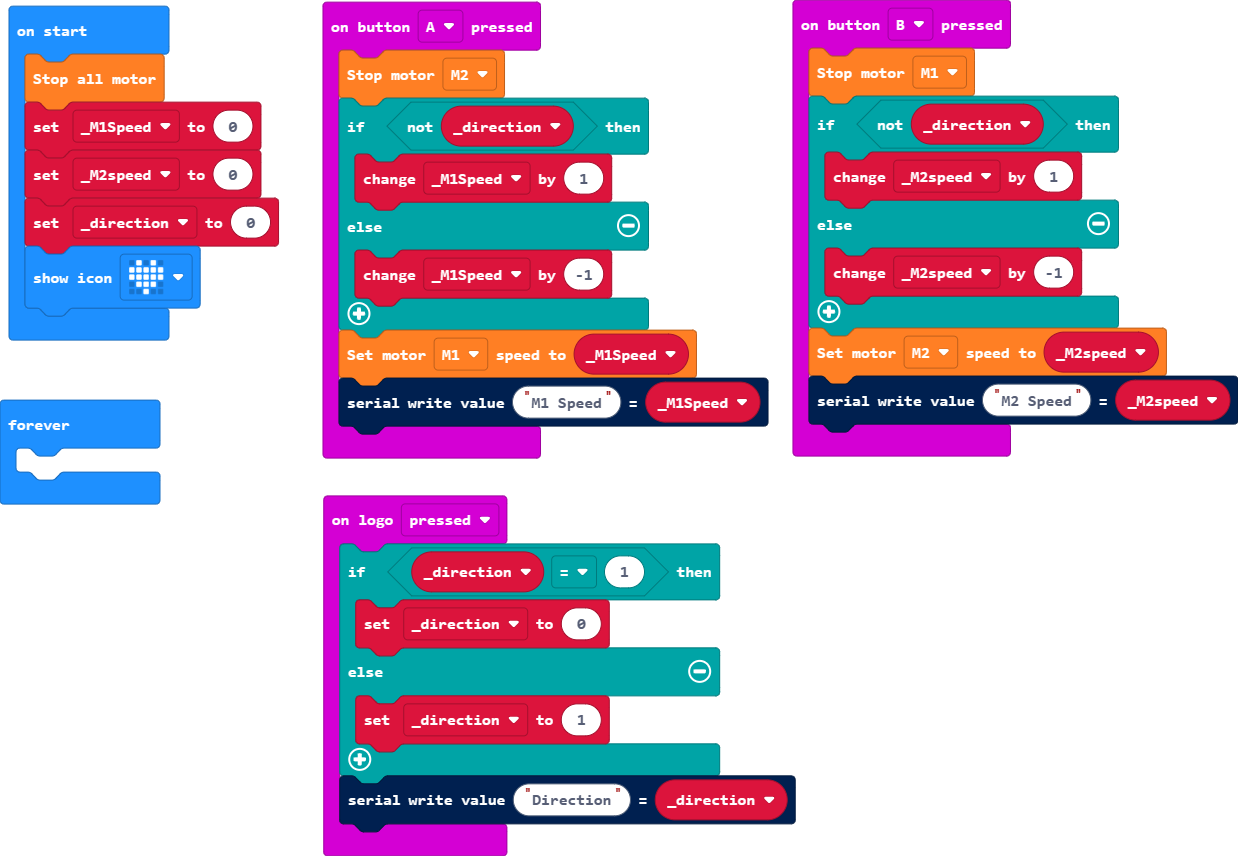 on start
Stop all motor
set _M1Speed to 0
set _M2speed to 0
set _direction to 0
show icon
forever
on button A pressed
Stop motor M2
if not _direction then
change _M1Speed by 1
else
change _M1Speed by -1
Set motor M1 speed to _M1Speed
serial write value "M1 Speed" = _M1Speed
on button B pressed
Stop motor M1
if not _direction then
change _M2speed by 1
else
change _M2speed by -1
Set motor M2 speed to _M2speed
serial write value "M2 Speed" = _M2speed
on logo pressed
if _direction = 1 then
set _direction to 0
else
set _direction to 1
serial write value "Direction" = _direction